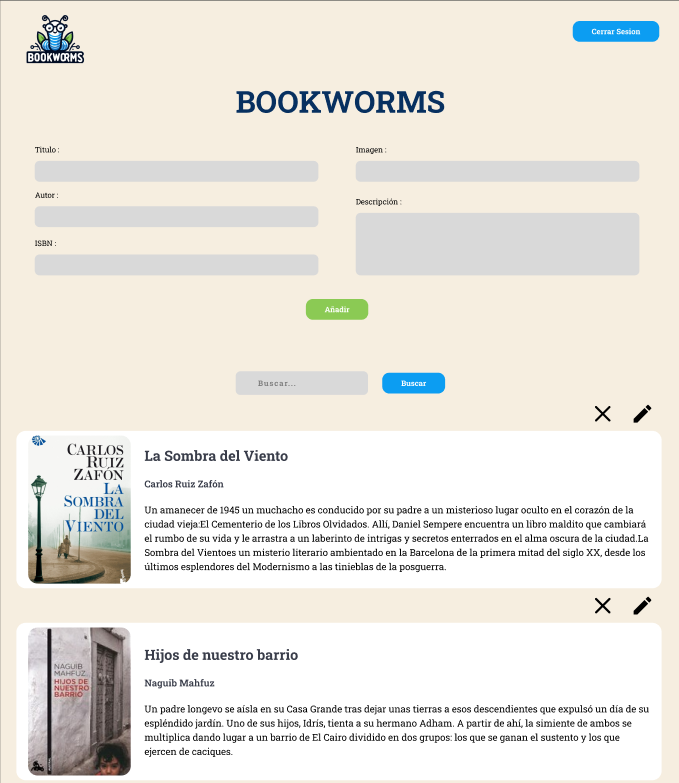 BOOKWORMS
Cerrar Sesion
BOOKWORMS
Titulo :
Imagen :
Autor :
Descripción :
ISBN :
Añadir
Buscar...
Buscar
CARLOS
RUIZ
ZAFÓN
LA
SOMBRA
DEL
VIENTO
La Sombra del Viento
Carlos Ruiz Zafón
Un amanecer de 1945 un muchacho es conducido por su padre a un misterioso lugar oculto en el corazón de la
ciudad vieja:El Cementerio de los Libros Olvidados. Allí, Daniel Sempere encuentra un libro maldito que cambiará
el rumbo de su vida y le arrastra a un laberinto de intrigas y secretos enterrados en el alma oscura de la ciudad.La
Sombra del Vientoes un misterio literario ambientado en la Barcelona de la primera mitad del siglo XX, desde los
últimos esplendores del Modernismo a las tinieblas de la posguerra.
NAGUIB
MAHFUZ
HIJOS DE
NUESTRO
BARRIO
Hijos de nuestro barrio
Naguib Mahfuz
Un padre longevo se aísla en su Casa Grande tras dejar unas tierras a esos descendientes que expulsó un día de su
espléndido jardín. Uno de sus hijos, Idrís, tienta a su hermano Adham. A partir de ahí, la simiente de ambos se
multiplica dando lugar a un barrio de El Cairo dividido en dos grupos: los que se ganan el sustento y los que
ejercen de caciques.